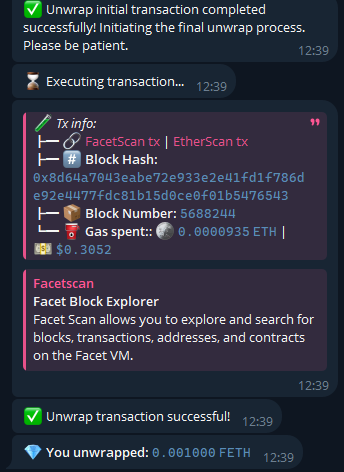 ✅ Unwrap initial transaction completed
successfully! Initiating the final unwrap process.
Please be patient.
12:39
⏳ Executing transaction...
12:39
🧪 Tx info:
├─ 🔗 FacetScan tx | EtherScan tx
├─ #️⃣ Block Hash:
0x8d64a7043eabe72e933e2e41fd1f786d
e92e4477fdc81b15d0ce0f01b5476543
├─ 📦 Block Number: 5688244
└─ ⛽ Gas spent:: 🪙 0.0000935 ETH |
💵 $0.3052
Facetscan
Facet Block Explorer
Facet Scan allows you to explore and search for
blocks, transactions, addresses, and contracts
on the Facet VM.
12:39
✅ Unwrap transaction successful!
12:39
💎 You unwrapped: 0.001000 FETH
12:39